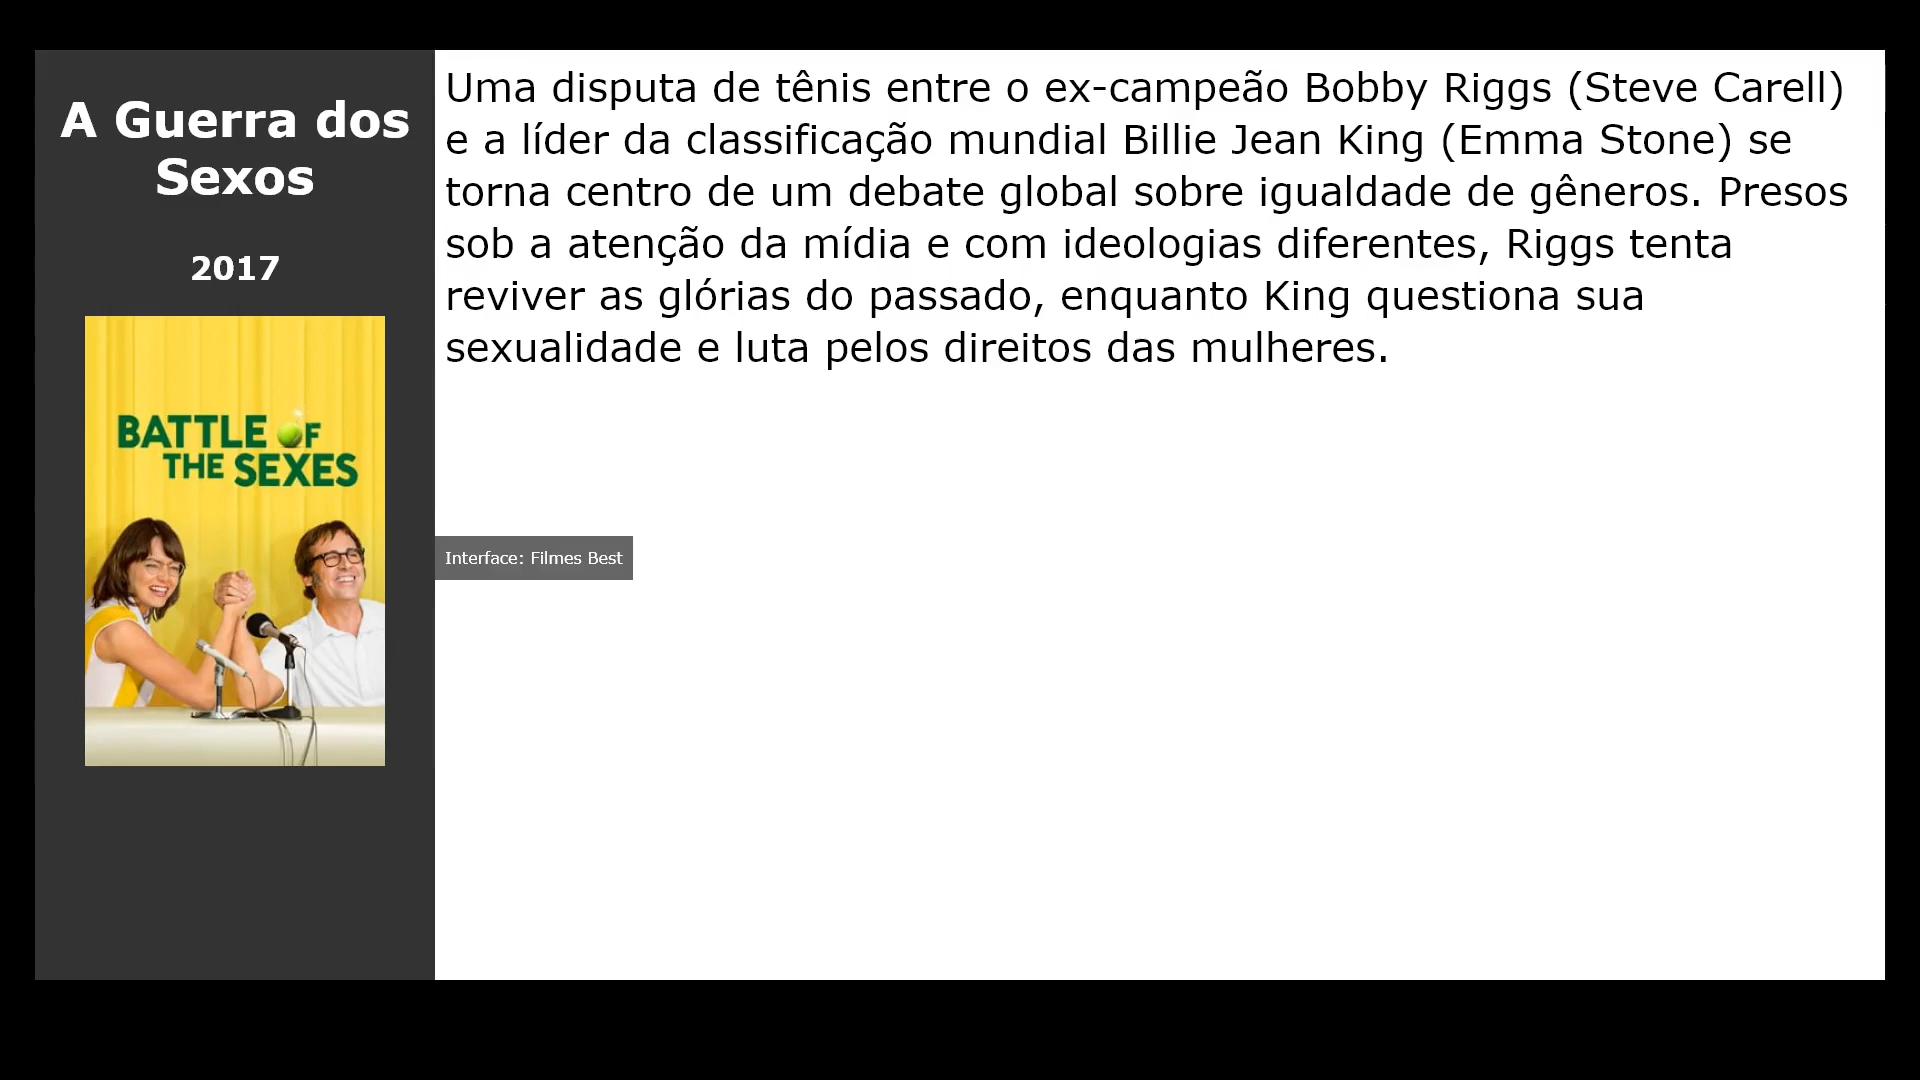 A Guerra dos
Sexos
2017
BATTLE OF
THE SEXES
Uma disputa de tênis entre o ex-campeão Bobby Riggs (Steve Carell)
e a líder da classificação mundial Billie Jean King (Emma Stone) se
torna centro de um debate global sobre igualdade de gêneros. Presos
sob a atenção da mídia e com ideologias diferentes, Riggs tenta
reviver as glórias do passado, enquanto King questiona sua
sexualidade e luta pelos direitos das mulheres.
Interface: Filmes Best